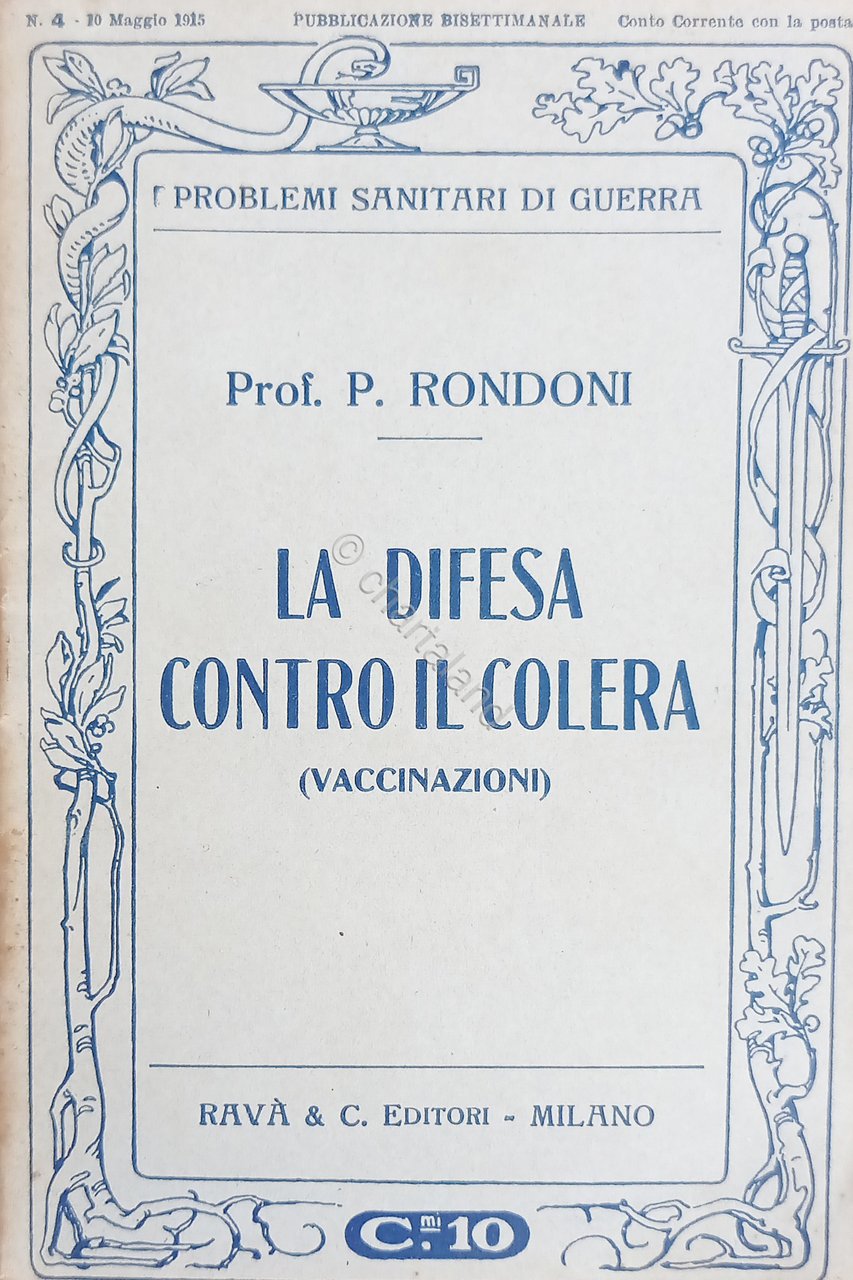 N. 4 - 10 Maggio 1915 PUBBLICAZIONE BISETTIMANALE Conto Corrente con la posta
I PROBLEMI SANITARI DI GUERRA
Prof. P. RONDONI
LA DIFESA
CONTRO IL COLERA
(VACCINAZIONI)
© chartaland
RAVÀ & C. EDITORI - MILANO
C.mi 10